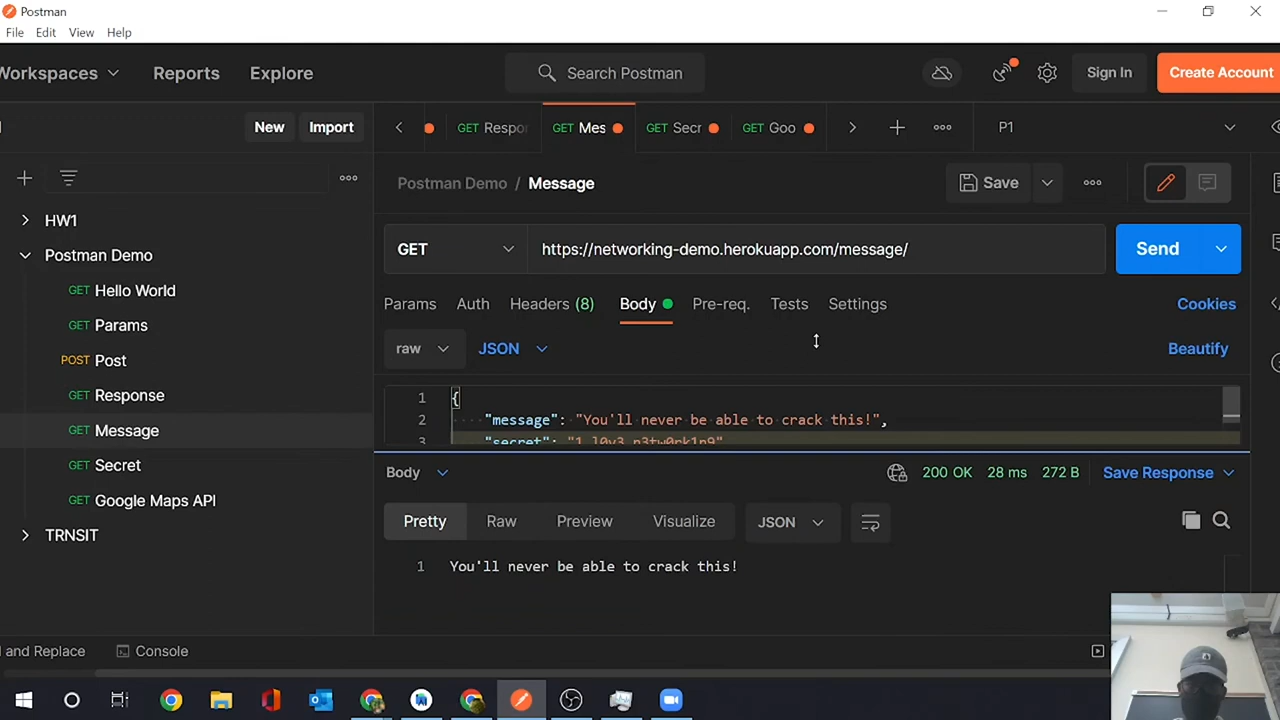 Postman
File Edit View Help
Workspaces Reports Explore Search Postman Sign In Create Account
New Import GET Respo GET Mes GET Secr GET Goo P1
Postman Demo / Message Save
HW1
Postman Demo
GET Hello World
GET Params
POST Post
GET Response
GET Message
GET Secret
GET Google Maps API
TRNSIT
GET https://networking-demo.herokuapp.com/message/ Send
Params Auth Headers (8) Body Pre-req. Tests Settings Cookies
raw JSON Beautify
1 {
2 "message": "You'll never be able to crack this!",
3 "secret": "1_l0v3_n3tw0rk1n9"
Body 200 OK 28 ms 272 B Save Response
Pretty Raw Preview Visualize JSON
1 You'll never be able to crack this!
and Replace Console